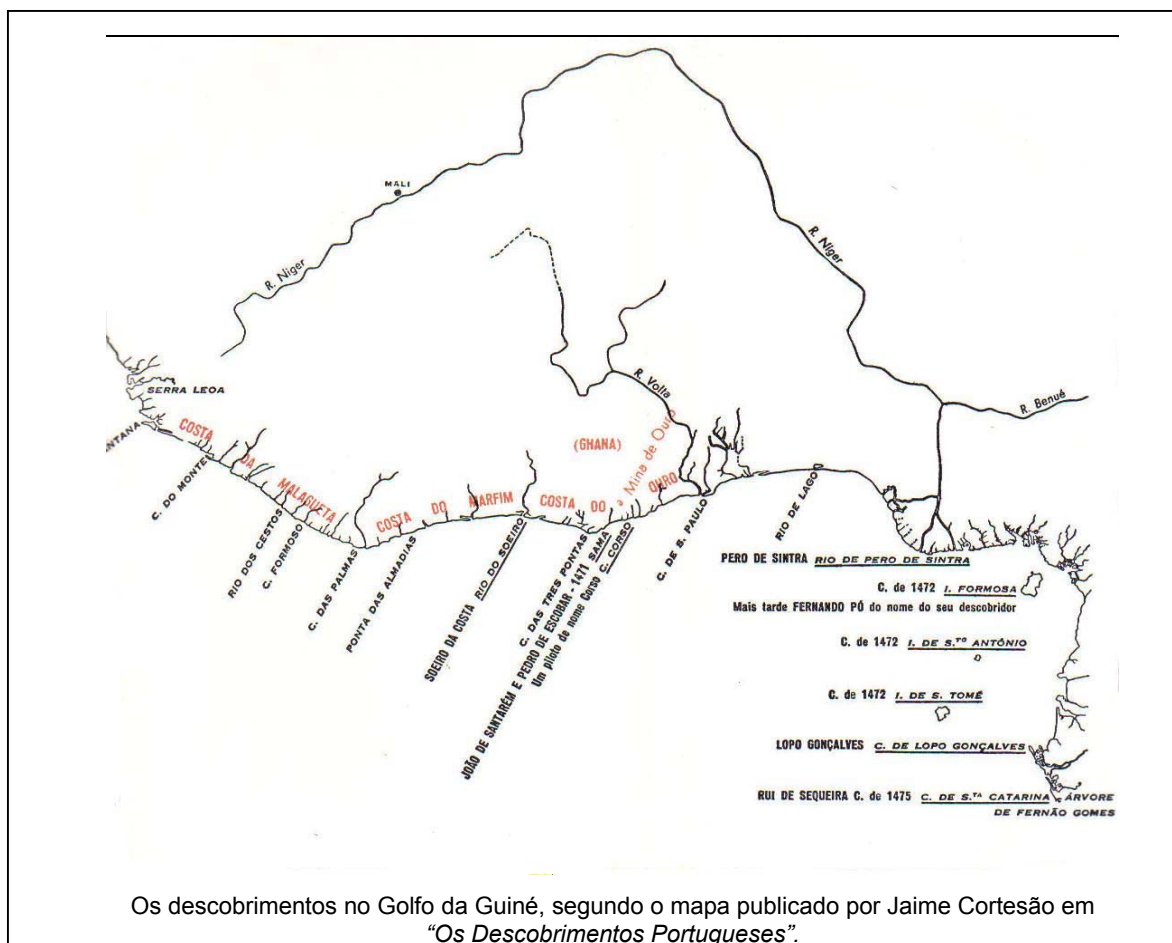 MALI
R. Niger
R. Niger
R. Volta
R. Benué
SERRA LEOA
NTANA
COSTA DA MALAGUETA
COSTA DO MARFIM
COSTA DO OURO
(GHANA)
a Mina de Ouro
C. DO MONTE
RIO DOS CESTOS
C. FORMOSO
C. DAS PALMAS
PONTA DAS ALMADIAS
SOEIRO DA COSTA RIO DO SOEIRO
C. DAS TRES PONTAS
JOÃO DE SANTARÉM E PEDRO DE ESCOBAR - 1471 SAMA
Um piloto de nome Corso C. CORSO
C. DE S. PAULO
RIO DE LAGO
PERO DE SINTRA RIO DE PERO DE SINTRA
C. de 1472 I. FORMOSA
Mais tarde FERNANDO PÓ do nome do seu descobridor
C. de 1472 I. DE S.TO ANTÓNIO
C. de 1472 I. DE S. TOMÉ
LOPO GONÇALVES C. DE LOPO GONÇALVES
RUI DE SEQUEIRA C. de 1475 C. DE S.TA CATARINA ÁRVORE
DE FERNÃO GOMES
Os descobrimentos no Golfo da Guiné, segundo o mapa publicado por Jaime Cortesão em
"Os Descobrimentos Portugueses".